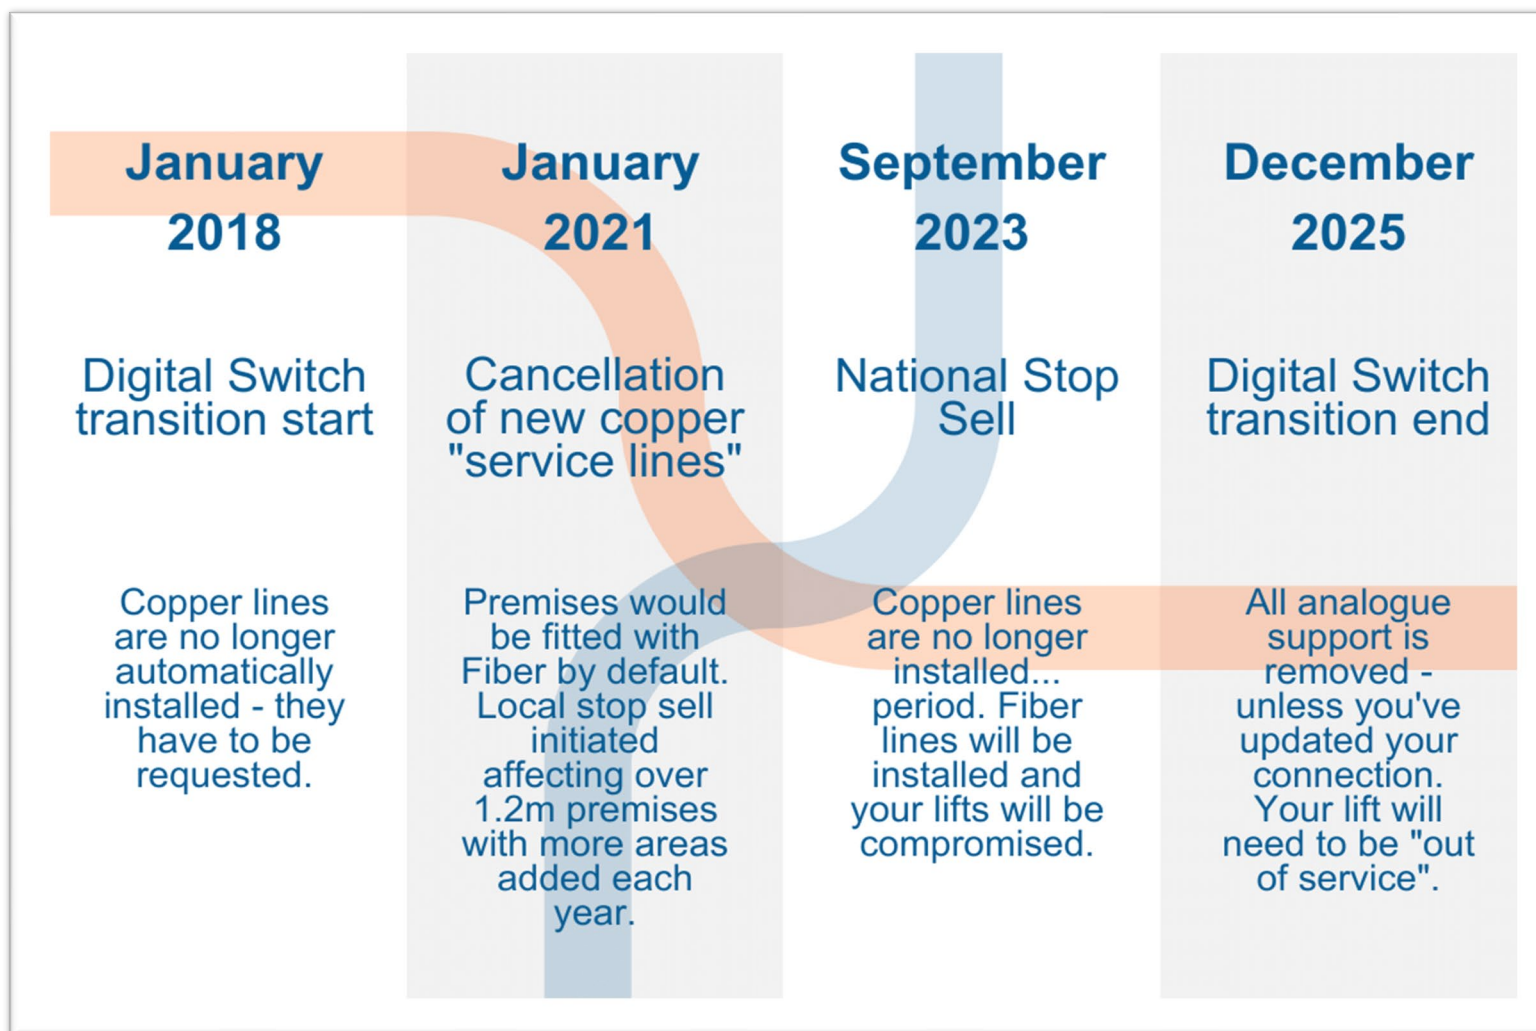 January
2018
Digital Switch
transition start
Copper lines
are no longer
automatically
installed - they
have to be
requested.
January
2021
Cancellation
of new copper
"service lines"
Premises would
be fitted with
Fiber by default.
Local stop sell
initiated
affecting over
1.2m premises
with more areas
added each
year.
September
2023
National Stop
Sell
Copper lines
are no longer
installed...
period. Fiber
lines will be
installed and
your lifts will be
compromised.
December
2025
Digital Switch
transition end
All analogue
support is
removed -
unless you've
updated your
connection.
Your lift will
need to be "out
of service".